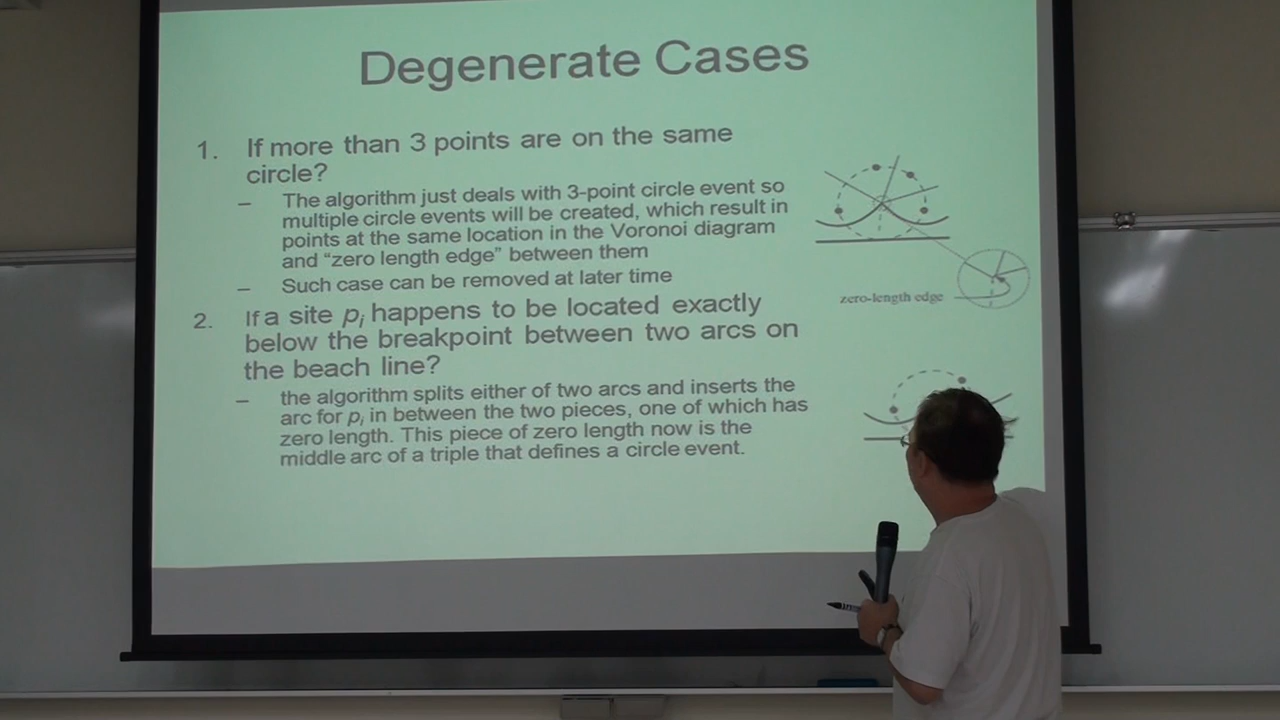 Degenerate Cases
1. If more than 3 points are on the same
circle?
– The algorithm just deals with 3-point circle event so
multiple circle events will be created, which result in
points at the same location in the Voronoi diagram
and “zero length edge” between them
– Such case can be removed at later time
zero-length edge
2. If a site pi happens to be located exactly
below the breakpoint between two arcs on
the beach line?
– the algorithm splits either of two arcs and inserts the
arc for pi in between the two pieces, one of which has
zero length. This piece of zero length now is the
middle arc of a triple that defines a circle event.